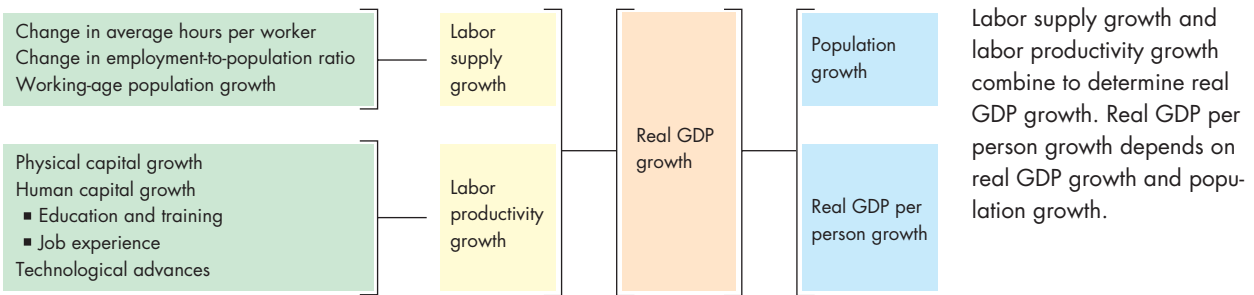 Change in average hours per worker
Change in employment-to-population ratio
Working-age population growth
Physical capital growth
Human capital growth
▪ Education and training
▪ Job experience
Technological advances
Labor
supply
growth
Labor
productivity
growth
Real GDP
growth
Population
growth
Real GDP per
person growth
Labor supply growth and
labor productivity growth
combine to determine real
GDP growth. Real GDP per
person growth depends on
real GDP growth and popu-
lation growth.